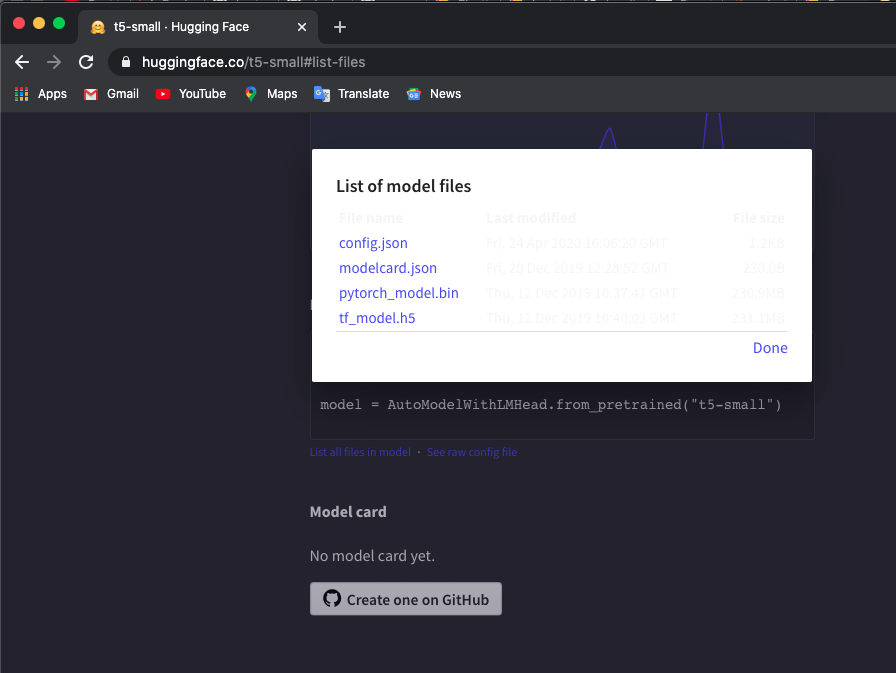 t5-small · Hugging Face
huggingface.co/t5-small#list-files
Apps Gmail YouTube Maps Translate News
List of model files
File name Last modified File size
config.json Fri, 24 Apr 2020 16:06:20 GMT 1.2KB
modelcard.json Fri, 20 Dec 2019 12:28:52 GMT 230.0B
pytorch_model.bin Thu, 12 Dec 2019 10:37:47 GMT 230.9MB
tf_model.h5 Thu, 12 Dec 2019 10:40:03 GMT 231.1MB
Done
model = AutoModelWithLMHead.from_pretrained("t5-small")
List all files in model · See raw config file
Model card
No model card yet.
Create one on GitHub